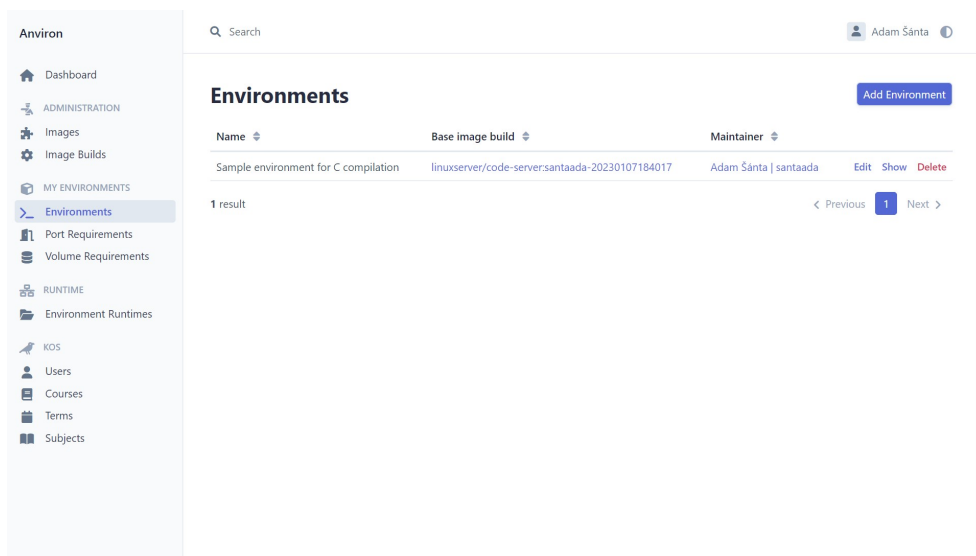 Anviron
Dashboard
ADMINISTRATION
Images
Image Builds
MY ENVIRONMENTS
Environments
Port Requirements
Volume Requirements
RUNTIME
Environment Runtimes
KOS
Users
Courses
Terms
Subjects
Search
Adam Šánta
Environments
Add Environment
Name Base image build Maintainer
Sample environment for C compilation linuxserver/code-server:santaada-20230107184017 Adam Šánta | santaada Edit Show Delete
1 result Previous 1 Next